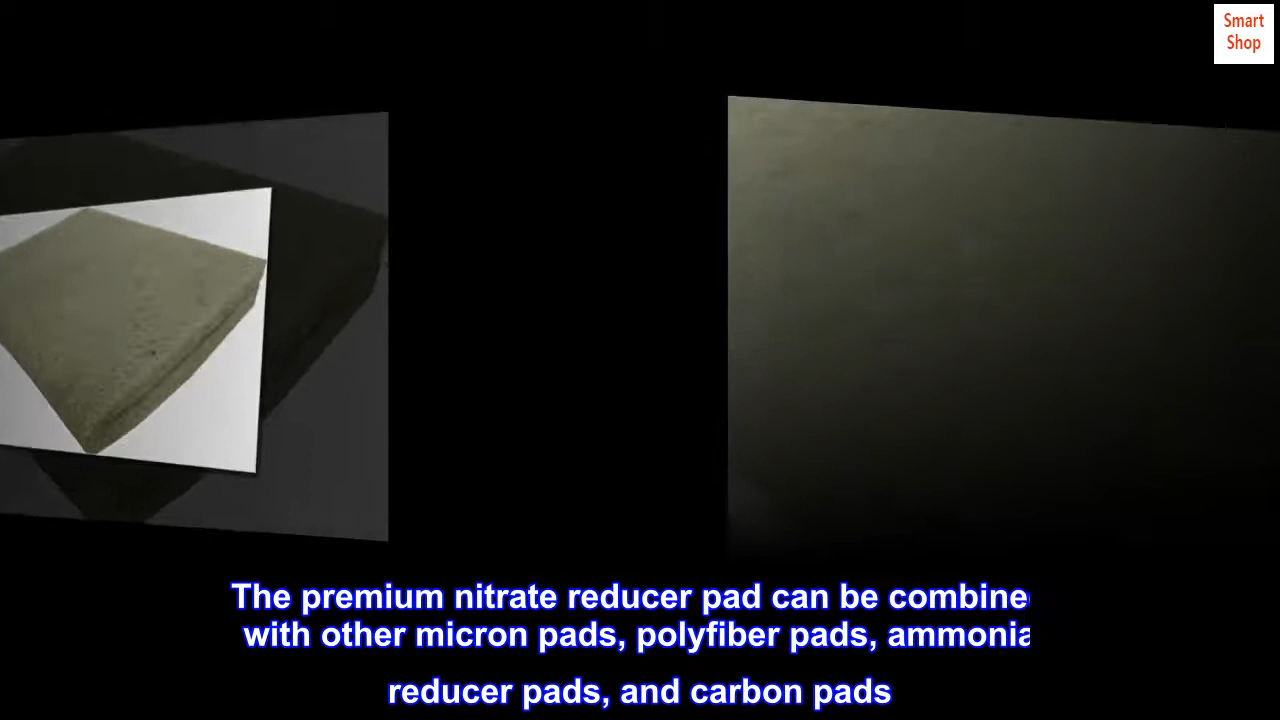 Smart
Shop
The premium nitrate reducer pad can be combine
with other micron pads, polyfiber pads, ammonia
reducer pads, and carbon pads